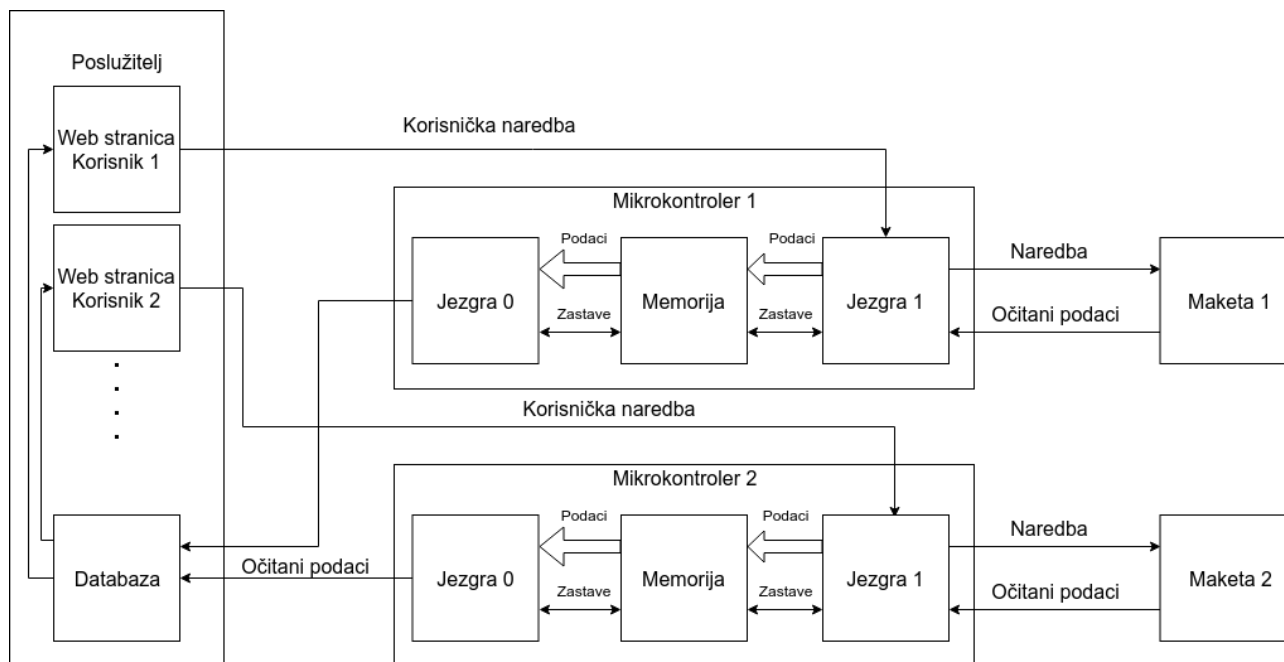 Poslužitelj
Web stranica
Korisnik 1
Korisnička naredba
Mikrokontroler 1
Web stranica
Korisnik 2
Podaci
Podaci
Jezgra 0
Memorija
Jezgra 1
Zastave
Zastave
Naredba
Očitani podaci
Maketa 1
Korisnička naredba
Mikrokontroler 2
Databaza
Očitani podaci
Podaci
Podaci
Jezgra 0
Memorija
Jezgra 1
Zastave
Zastave
Naredba
Očitani podaci
Maketa 2